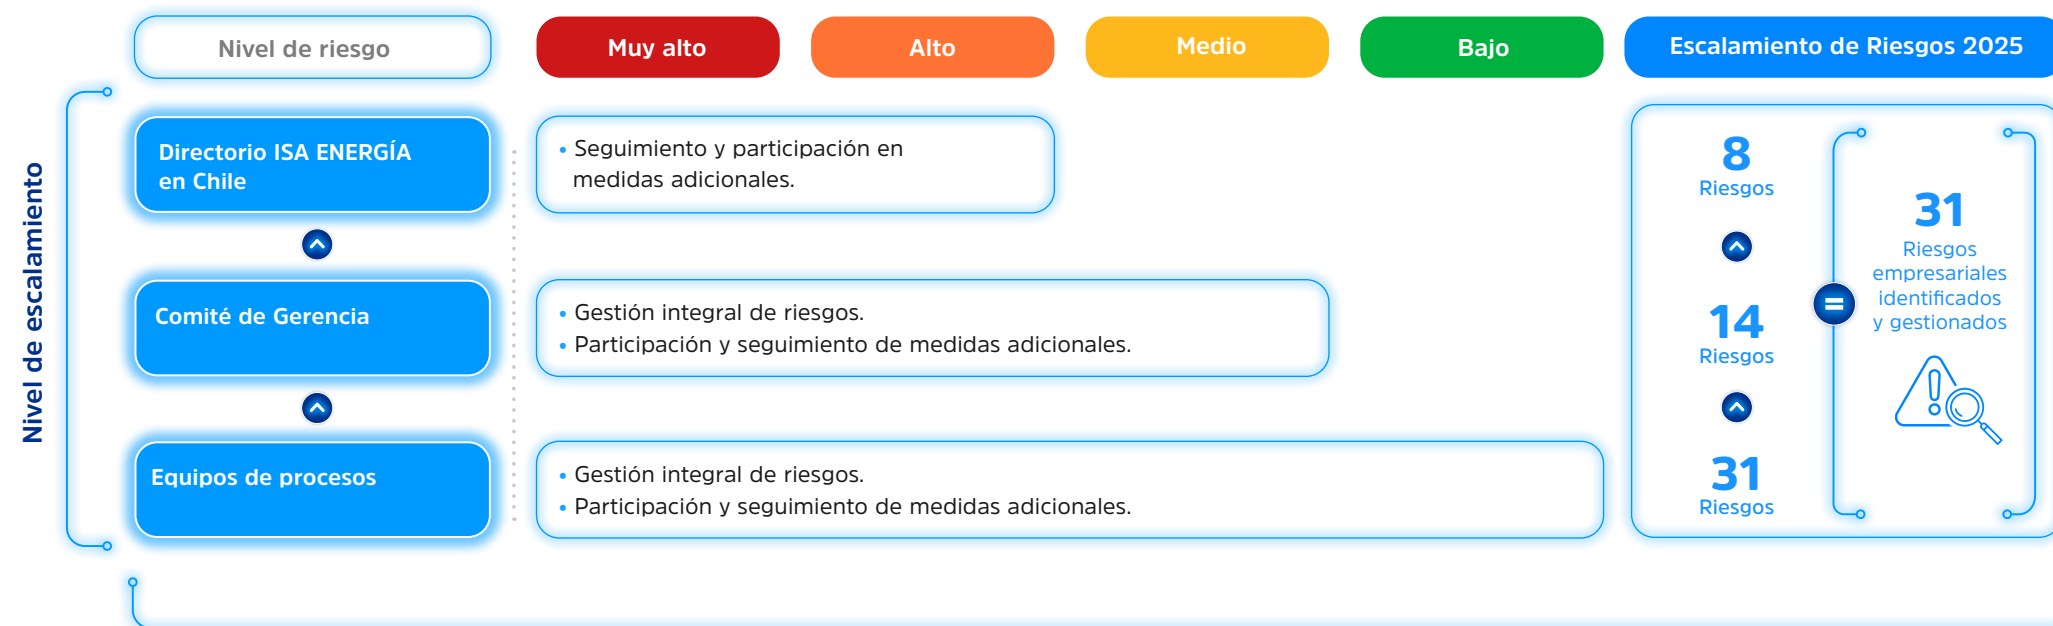 Nivel de riesgo
Muy alto
Alto
Medio
Bajo
Escalamiento de Riesgos 2025
Nivel de escalamiento
Directorio ISA ENERGÍA
en Chile
• Seguimiento y participación en
medidas adicionales.
8
Riesgos
Comité de Gerencia
• Gestión integral de riesgos.
• Participación y seguimiento de medidas adicionales.
14
Riesgos
Equipos de procesos
• Gestión integral de riesgos.
• Participación y seguimiento de medidas adicionales.
31
Riesgos
=
31
Riesgos
empresariales
identificados
y gestionados